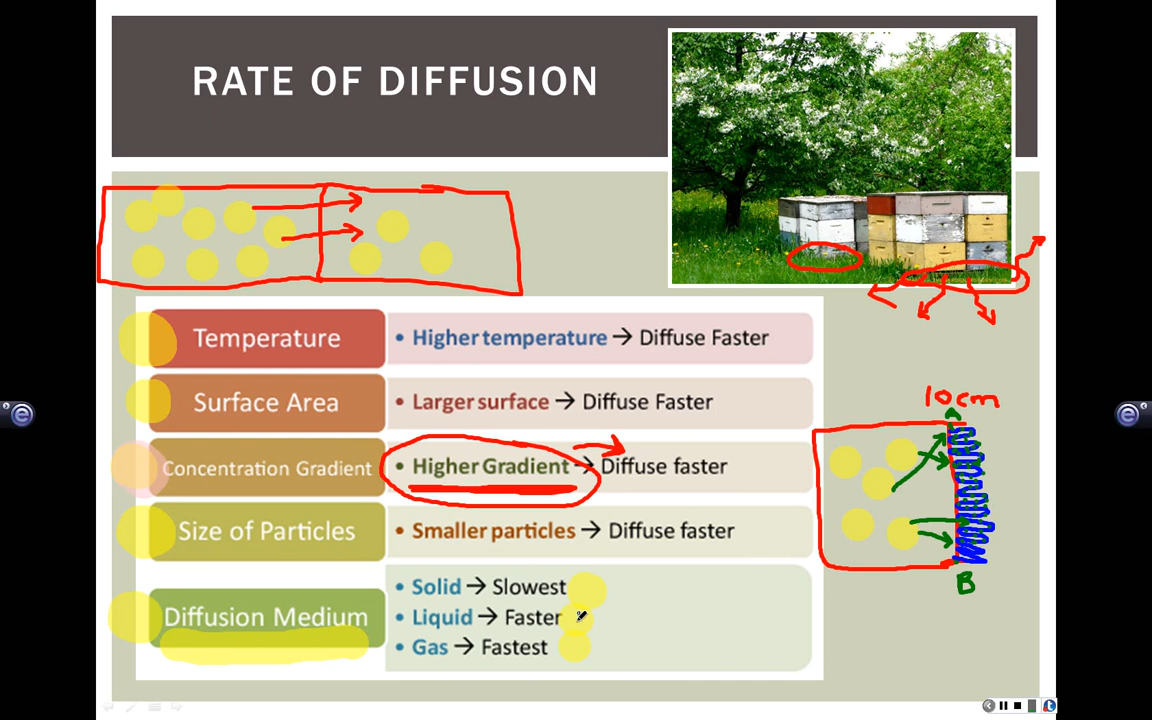 RATE OF DIFFUSION
Temperature
• Higher temperature → Diffuse Faster
Surface Area
• Larger surface → Diffuse Faster
Concentration Gradient
• Higher Gradient → Diffuse faster
Size of Particles
• Smaller particles → Diffuse faster
Diffusion Medium
• Solid → Slowest
• Liquid → Faster
• Gas → Fastest
10cm
B